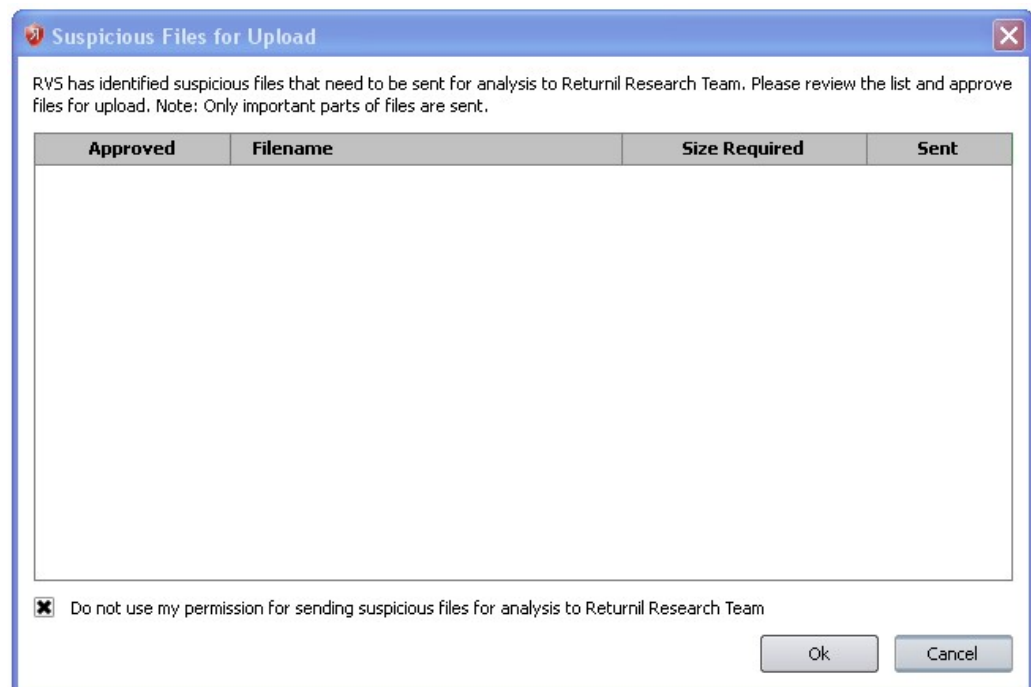 Suspicious Files for Upload
RVS has identified suspicious files that need to be sent for analysis to Returnil Research Team. Please review the list and approve
files for upload. Note: Only important parts of files are sent.
Approved Filename Size Required Sent
Do not use my permission for sending suspicious files for analysis to Returnil Research Team
Ok Cancel